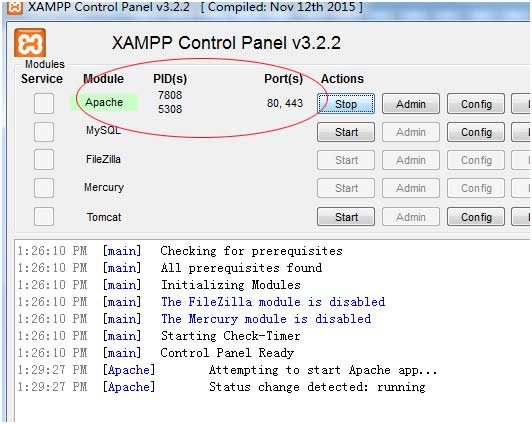 XAMPP Control Panel v3.2.2 [ Compiled: Nov 12th 2015 ]
XAMPP Control Panel v3.2.2
Modules
Service Module PID(s) Port(s) Actions
Apache 7808 5308 80, 443 Stop Admin Config
MySQL Start Admin Config
FileZilla Start Admin Config
Mercury Start Admin Config
Tomcat Start Admin Config
1:26:10 PM [main] Checking for prerequisites
1:26:10 PM [main] All prerequisites found
1:26:10 PM [main] Initializing Modules
1:26:10 PM [main] The FileZilla module is disabled
1:26:10 PM [main] The Mercury module is disabled
1:26:10 PM [main] Starting Check-Timer
1:26:10 PM [main] Control Panel Ready
1:29:27 PM [Apache] Attempting to start Apache app...
1:29:27 PM [Apache] Status change detected: running